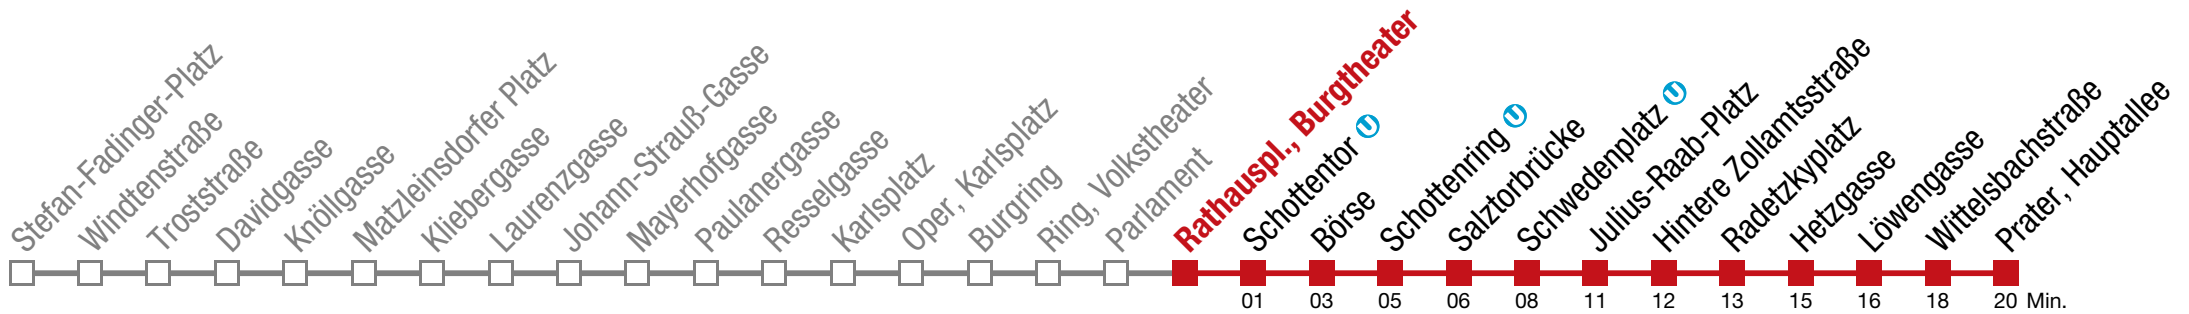 Stefan-Fadinger-Platz
Windtenstraße
Troststraße
Davidgasse
Knöllgasse
Matzleinsdorfer Platz
Kliebergasse
Laurenzgasse
Johann-Strauß-Gasse
Mayerhofgasse
Paulanergasse
Resselgasse
Karlsplatz
Oper, Karlsplatz
Burgring
Ring, Volkstheater
Parlament
Rathauspl., Burgtheater
Schottentor U
Börse
Schottenring U
Salztorbrücke
Schwedenplatz U
Julius-Raab-Platz
Hintere Zollamtsstraße
Radetzkyplatz
Hetzgasse
Löwengasse
Wittelsbachstraße
Prater, Hauptallee
01 03 05 06 08 11 12 13 15 16 18 20 Min.